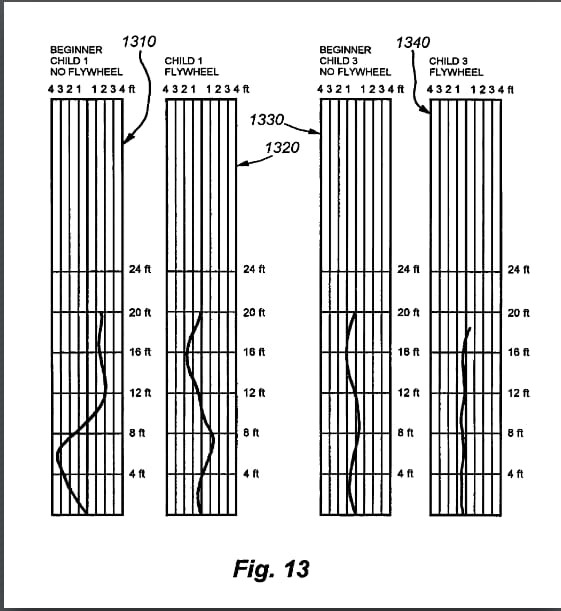 1310
BEGINNER
CHILD 1
NO FLYWHEEL
4 3 2 1 1 2 3 4 ft
CHILD 1
FLYWHEEL
4 3 2 1 1 2 3 4 ft
BEGINNER
CHILD 3
NO FLYWHEEL
4 3 2 1 1 2 3 4 ft
1340
CHILD 3
FLYWHEEL
4 3 2 1 1 2 3 4 ft
1330
1320
24 ft
24 ft
24 ft
24 ft
20 ft
20 ft
20 ft
20 ft
16 ft
16 ft
16 ft
16 ft
12 ft
12 ft
12 ft
12 ft
8 ft
8 ft
8 ft
8 ft
4 ft
4 ft
4 ft
4 ft
Fig. 13